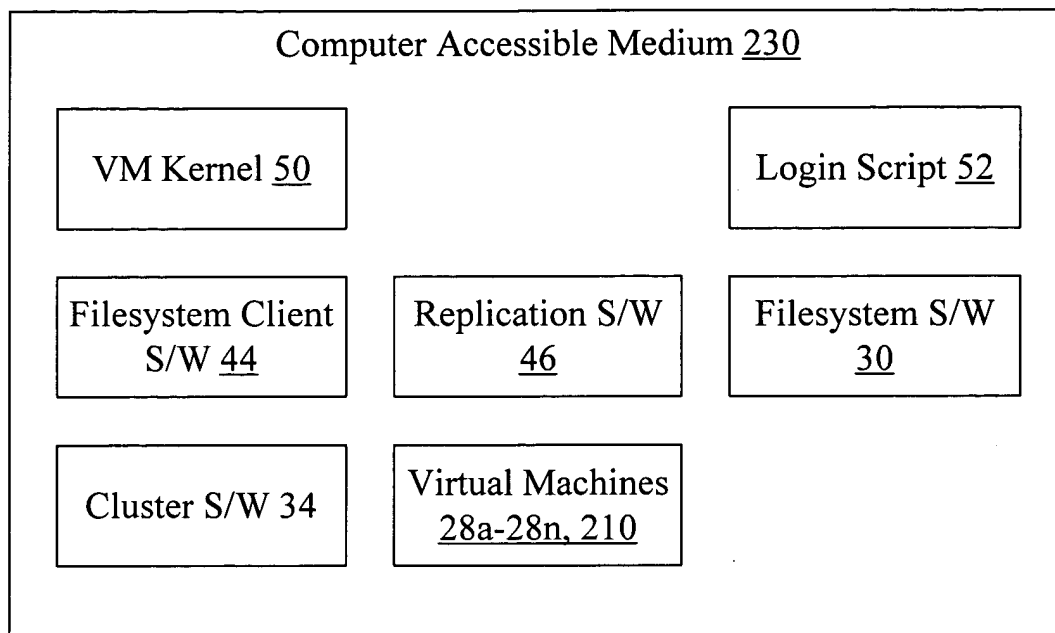 Computer Accessible Medium 230
VM Kernel 50
Login Script 52
Filesystem Client
S/W 44
Replication S/W
46
Filesystem S/W
30
Cluster S/W 34
Virtual Machines
28a-28n, 210